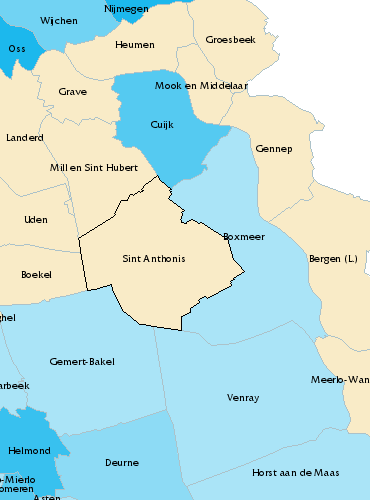 Nijmegen
Wijchen
Groesbeek
Oss
Heumen
Mook en Middelaar
Grave
Cuijk
Landerd
Gennep
Mill en Sint Hubert
Uden
Boxmeer
Sint Anthonis
Bergen (L)
Boekel
ghel
Gemert-Bakel
Meerlo-Wan
arbeek
Venray
Helmond
Deurne
Horst aan de Maas
o-Mierlo
omeren
Asten